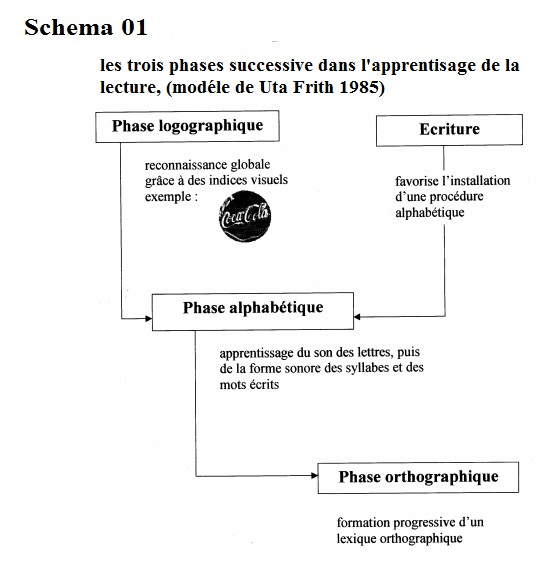 Schema 01
les trois phases successive dans l'apprentisage de la
lecture, (modéle de Uta Frith 1985)
Phase logographique
Ecriture
reconnaissance globale
grâce à des indices visuels
exemple :
Coca-Cola
favorise l'installation
d'une procédure
alphabétique
Phase alphabétique
apprentissage du son des lettres, puis
de la forme sonore des syllabes et des
mots écrits
Phase orthographique
formation progressive d'un
lexique orthographique